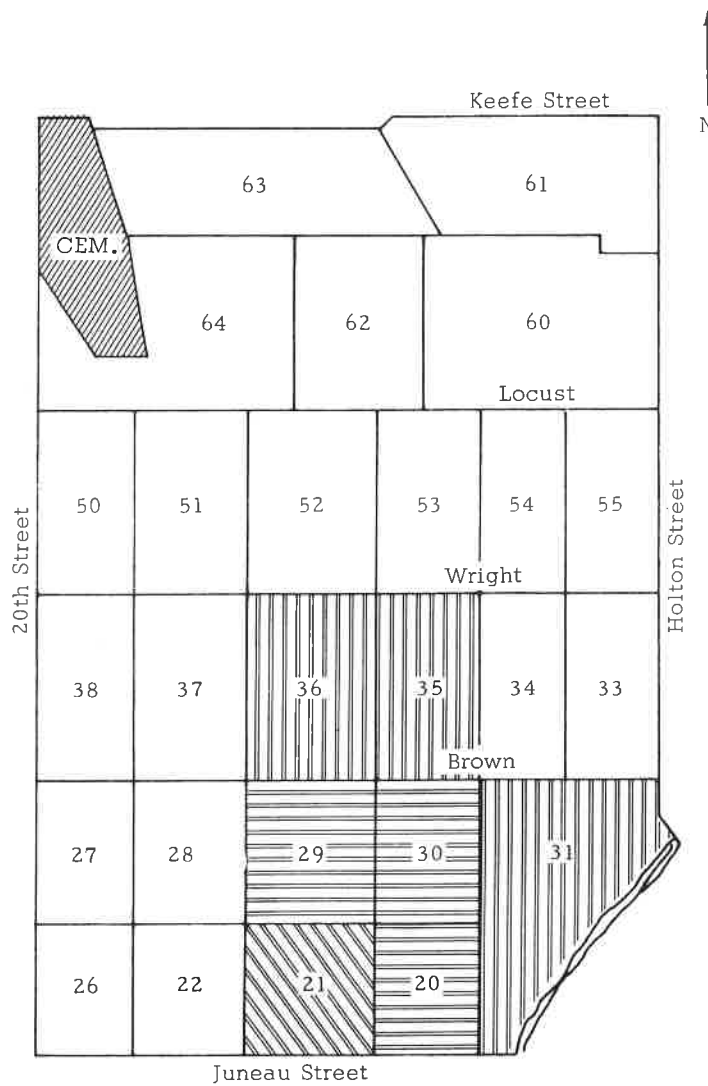 Keefe Street
N
63
61
CEM.
64
62
60
Locust
50
51
52
53
54
55
20th Street
Holton Street
Wright
38
37
36
35
34
33
Brown
27
28
29
30
31
26
22
21
20
Juneau Street